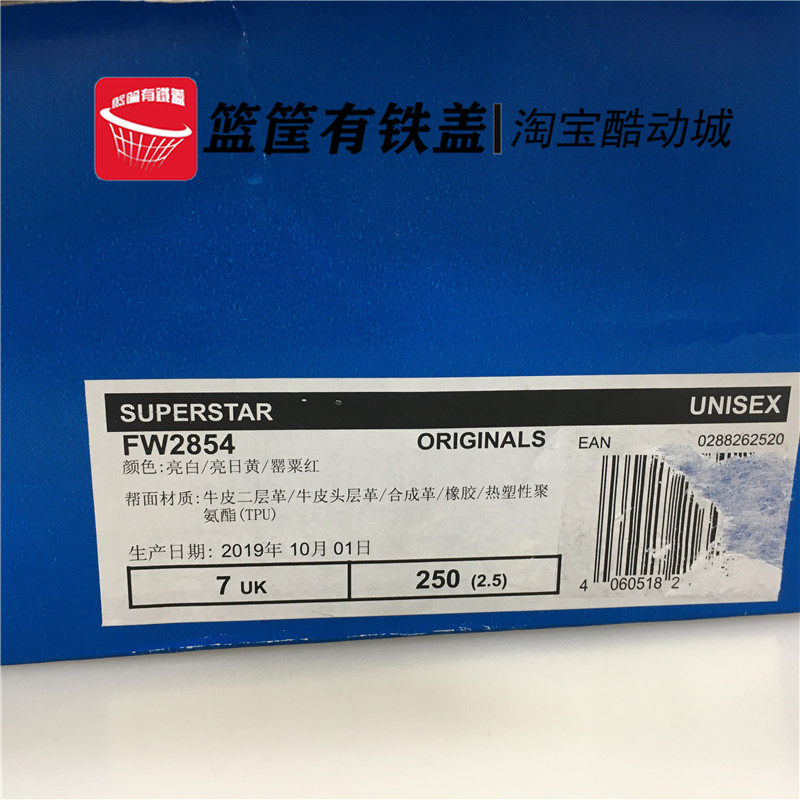 篮筐有铁盖
篮筐有铁盖|淘宝酷动城
SUPERSTAR
UNISEX
FW2854
ORIGINALS
EAN
0288262520
颜色:亮白/亮日黄/罂粟红
帮面材质:牛皮二层革/牛皮头层革/合成革/橡胶/热塑性聚
氨酯(TPU)
生产日期: 2019年 10月 01日
7 UK
250 (2.5)
4 060518 2